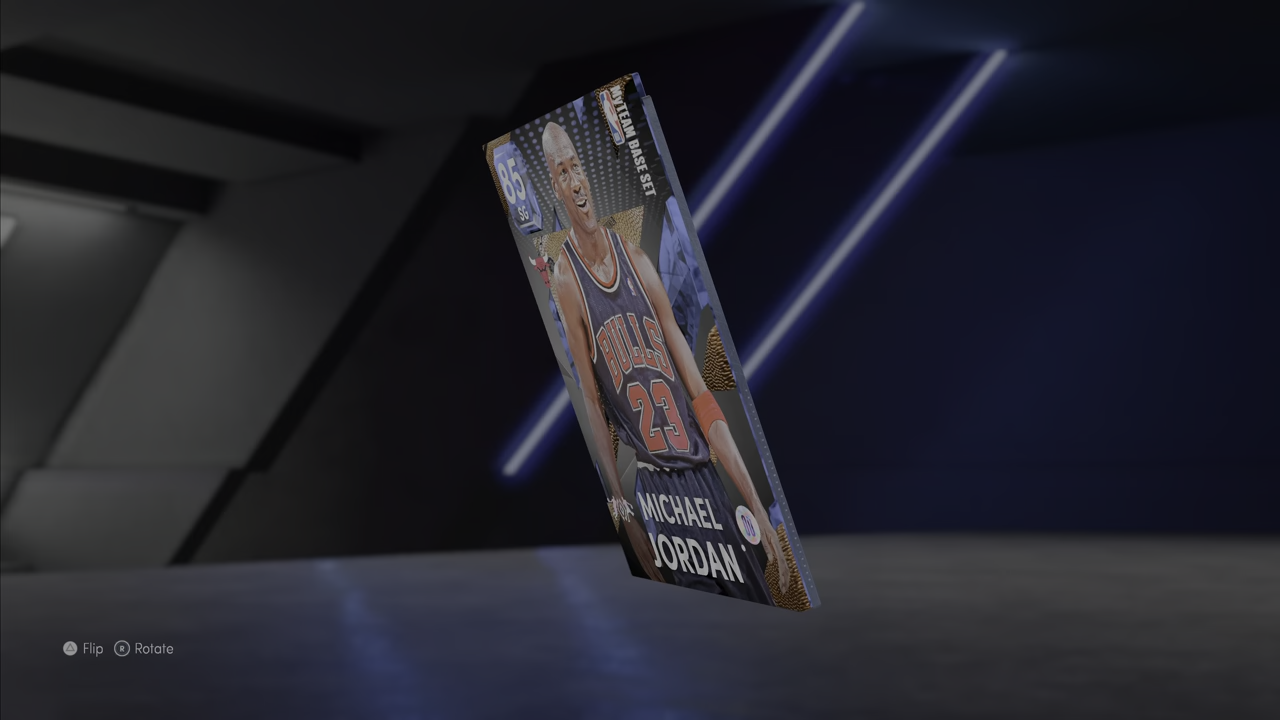 85
SG
MYTEAM BASE SET
BULLS
23
MICHAEL
JORDAN
Flip
R
Rotate